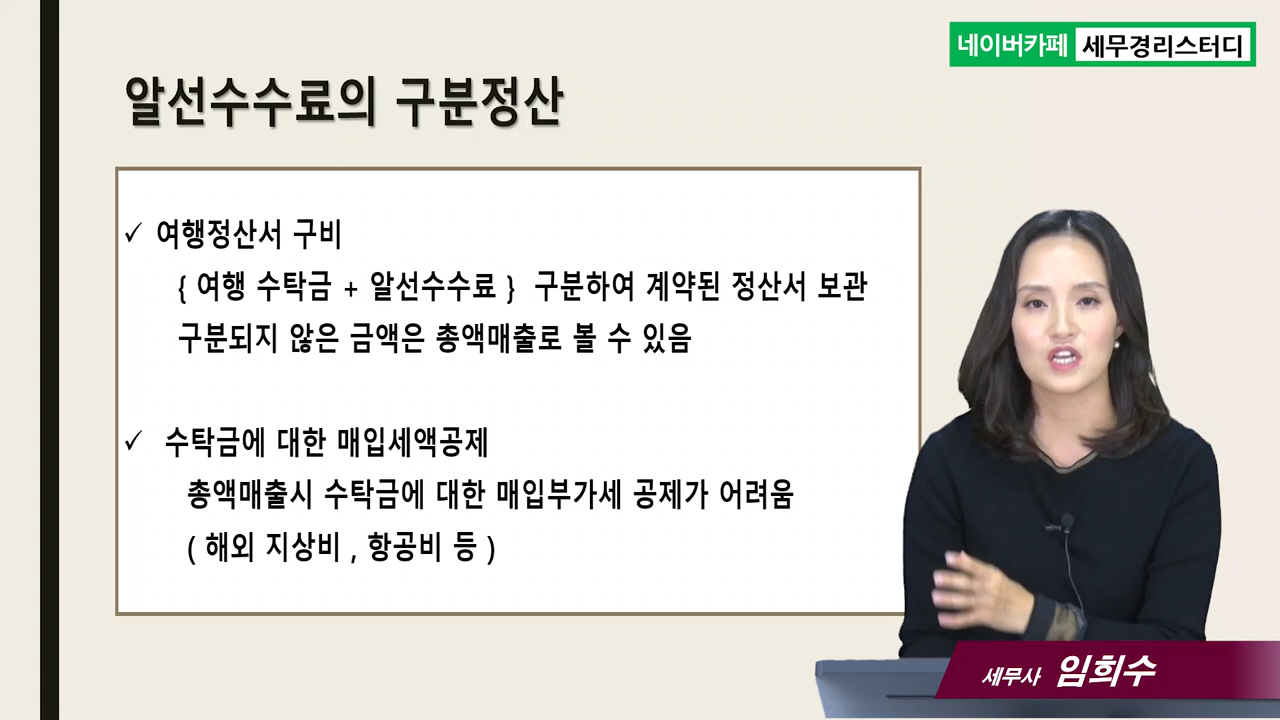 네이버카페 세무경리스터디
알선수수료의 구분정산
✓ 여행정산서 구비
{ 여행 수탁금 + 알선수수료 } 구분하여 계약된 정산서 보관
구분되지 않은 금액은 총액매출로 볼 수 있음
✓ 수탁금에 대한 매입세액공제
총액매출시 수탁금에 대한 매입부가세 공제가 어려움
( 해외 지상비 , 항공비 등 )
세무사 임희수